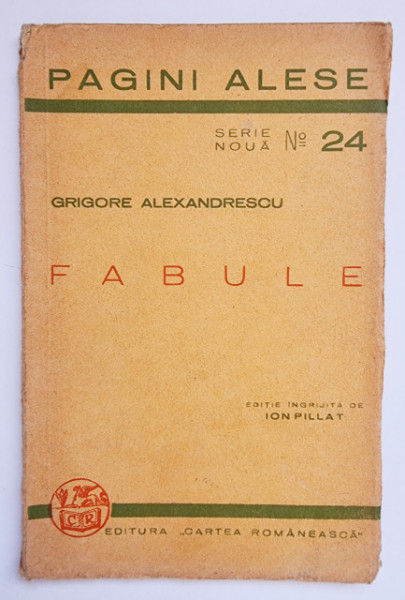 PAGINI ALESE
SERIE
NOUĂ No 24
GRIGORE ALEXANDRESCU
FABULE
EDIȚIE ÎNGRIJITĂ DE
ION PILLAT
CR
EDITURA „CARTEA ROMÂNEASCĂ"